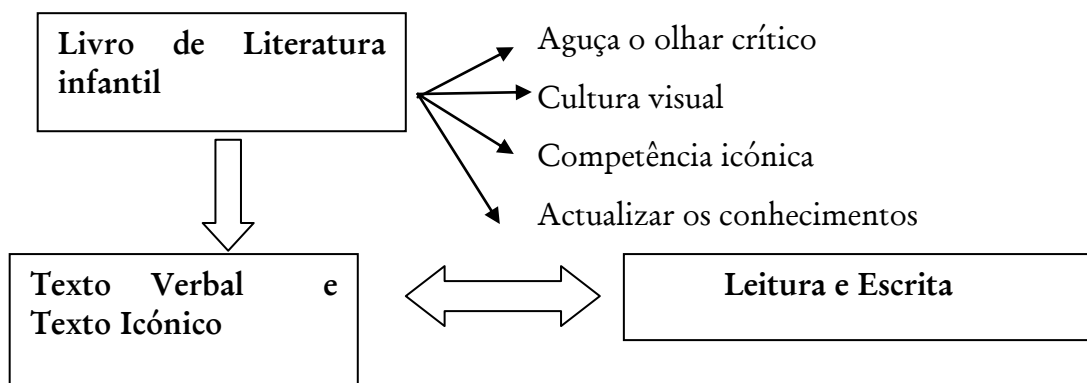 Livro de Literatura
infantil
Aguça o olhar crítico
Cultura visual
Competência icónica
Actualizar os conhecimentos
Texto Verbal e
Texto Icónico
Leitura e Escrita